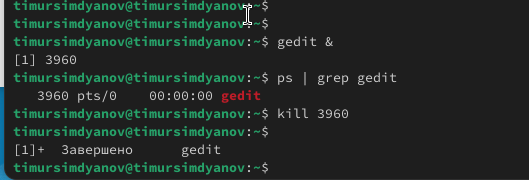 timursimdyanov@timursimdyanov:~$
timursimdyanov@timursimdyanov:~$
timursimdyanov@timursimdyanov:~$ gedit &
[1] 3960
timursimdyanov@timursimdyanov:~$ ps | grep gedit
   3960 pts/0    00:00:00 gedit
timursimdyanov@timursimdyanov:~$ kill 3960
timursimdyanov@timursimdyanov:~$
[1]+  Завершено      gedit
timursimdyanov@timursimdyanov:~$